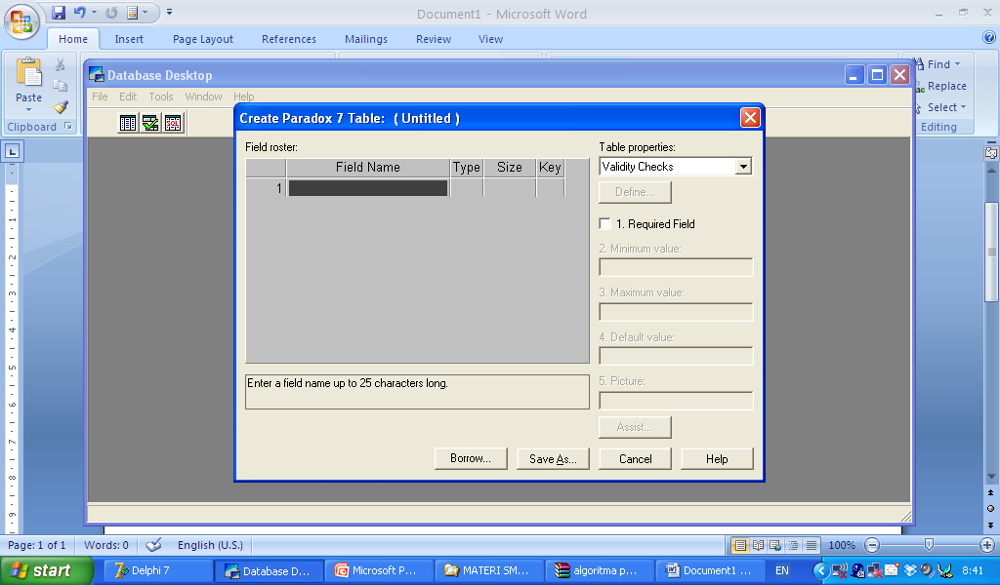 Document1 - Microsoft Word
Home Insert Page Layout References Mailings Review View
Paste
Clipboard
Find
Replace
Select
Editing
Database Desktop
File Edit Tools Window Help
Create Paradox 7 Table: ( Untitled )
Field roster:
Field Name Type Size Key
1
Enter a field name up to 25 characters long.
Table properties:
Validity Checks
Define...
1. Required Field
2. Minimum value:
3. Maximum value:
4. Default value:
5. Picture:
Assist...
Borrow... Save As... Cancel Help
Page: 1 of 1 Words: 0 English (U.S.) 100%
start Delphi 7 Database D... Microsoft P... MATERI SM... algoritma p... Document1 ... EN 8:41